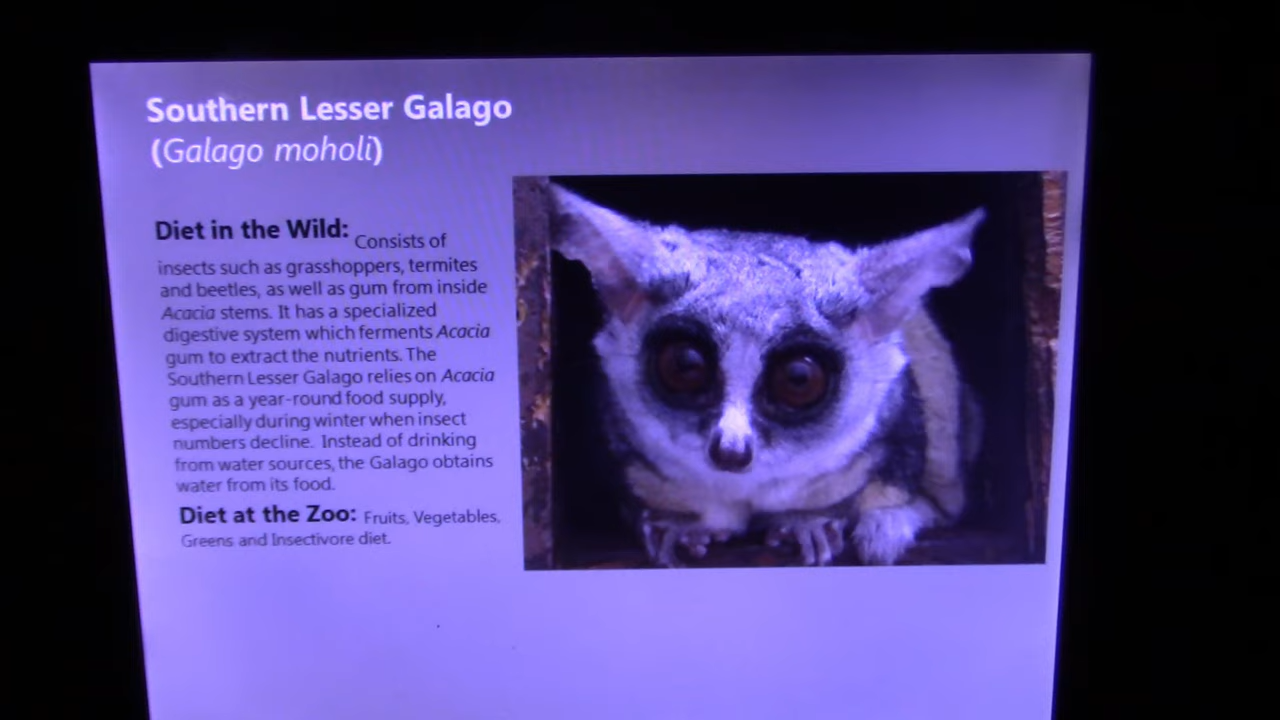 Southern Lesser Galago
(Galago moholi)
Diet in the Wild: Consists of
insects such as grasshoppers, termites
and beetles, as well as gum from inside
Acacia stems. It has a specialized
digestive system which ferments Acacia
gum to extract the nutrients. The
Southern Lesser Galago relies on Acacia
gum as a year-round food supply,
especially during winter when insect
numbers decline. Instead of drinking
from water sources, the Galago obtains
water from its food.
Diet at the Zoo: Fruits, Vegetables,
Greens and Insectivore diet.